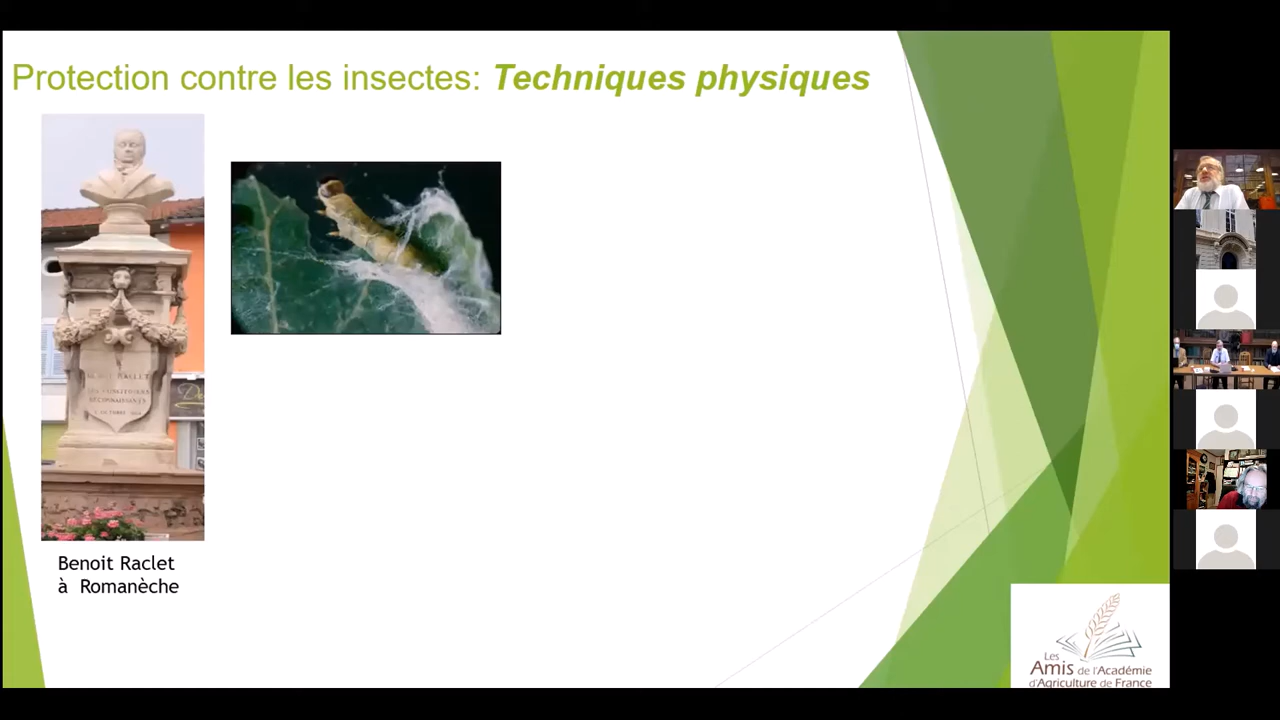 Protection contre les insectes: Techniques physiques
Benoit Raclet
à Romanèche
Les
Amis de l'Académie
d'Agriculture de France